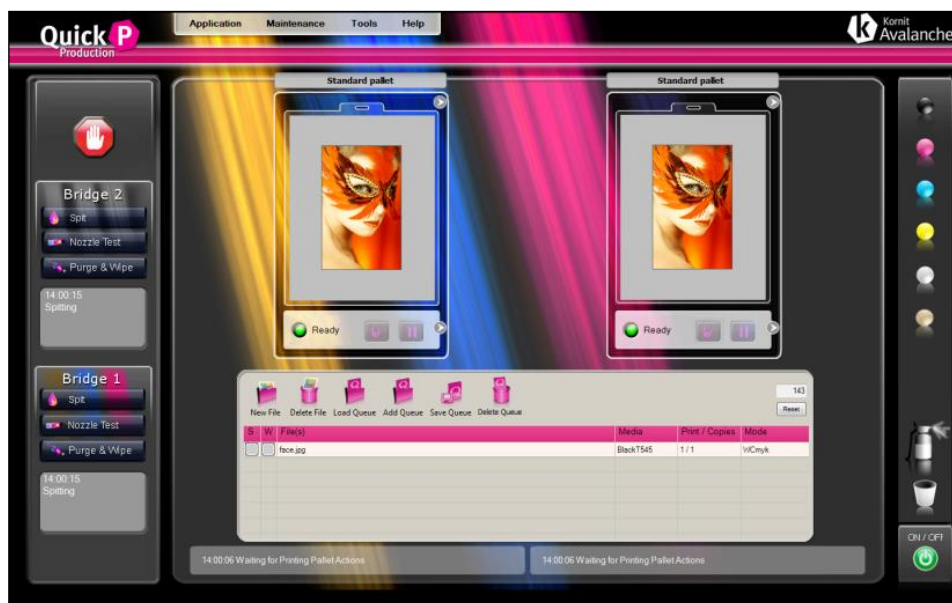 Quick P
Production
Application Maintenance Tools Help
Kornit
Avalanche
Standard pallet
Standard pallet
Bridge 2
Spit
Nozzle Test
Purge & Wipe
14:00:15
Spitting
Ready
Ready
Bridge 1
Spit
Nozzle Test
Purge & Wipe
14:00:15
Spitting
New File Delete File Load Queue Add Queue Save Queue Delete Queue
143
Reset
S W File(s) Media Print / Copies Mode
face.jpg BlackT545 1 / 1 WCmyk
14:00:06 Waiting for Printing Pallet Actions
14:00:06 Waiting for Printing Pallet Actions
ON / OFF